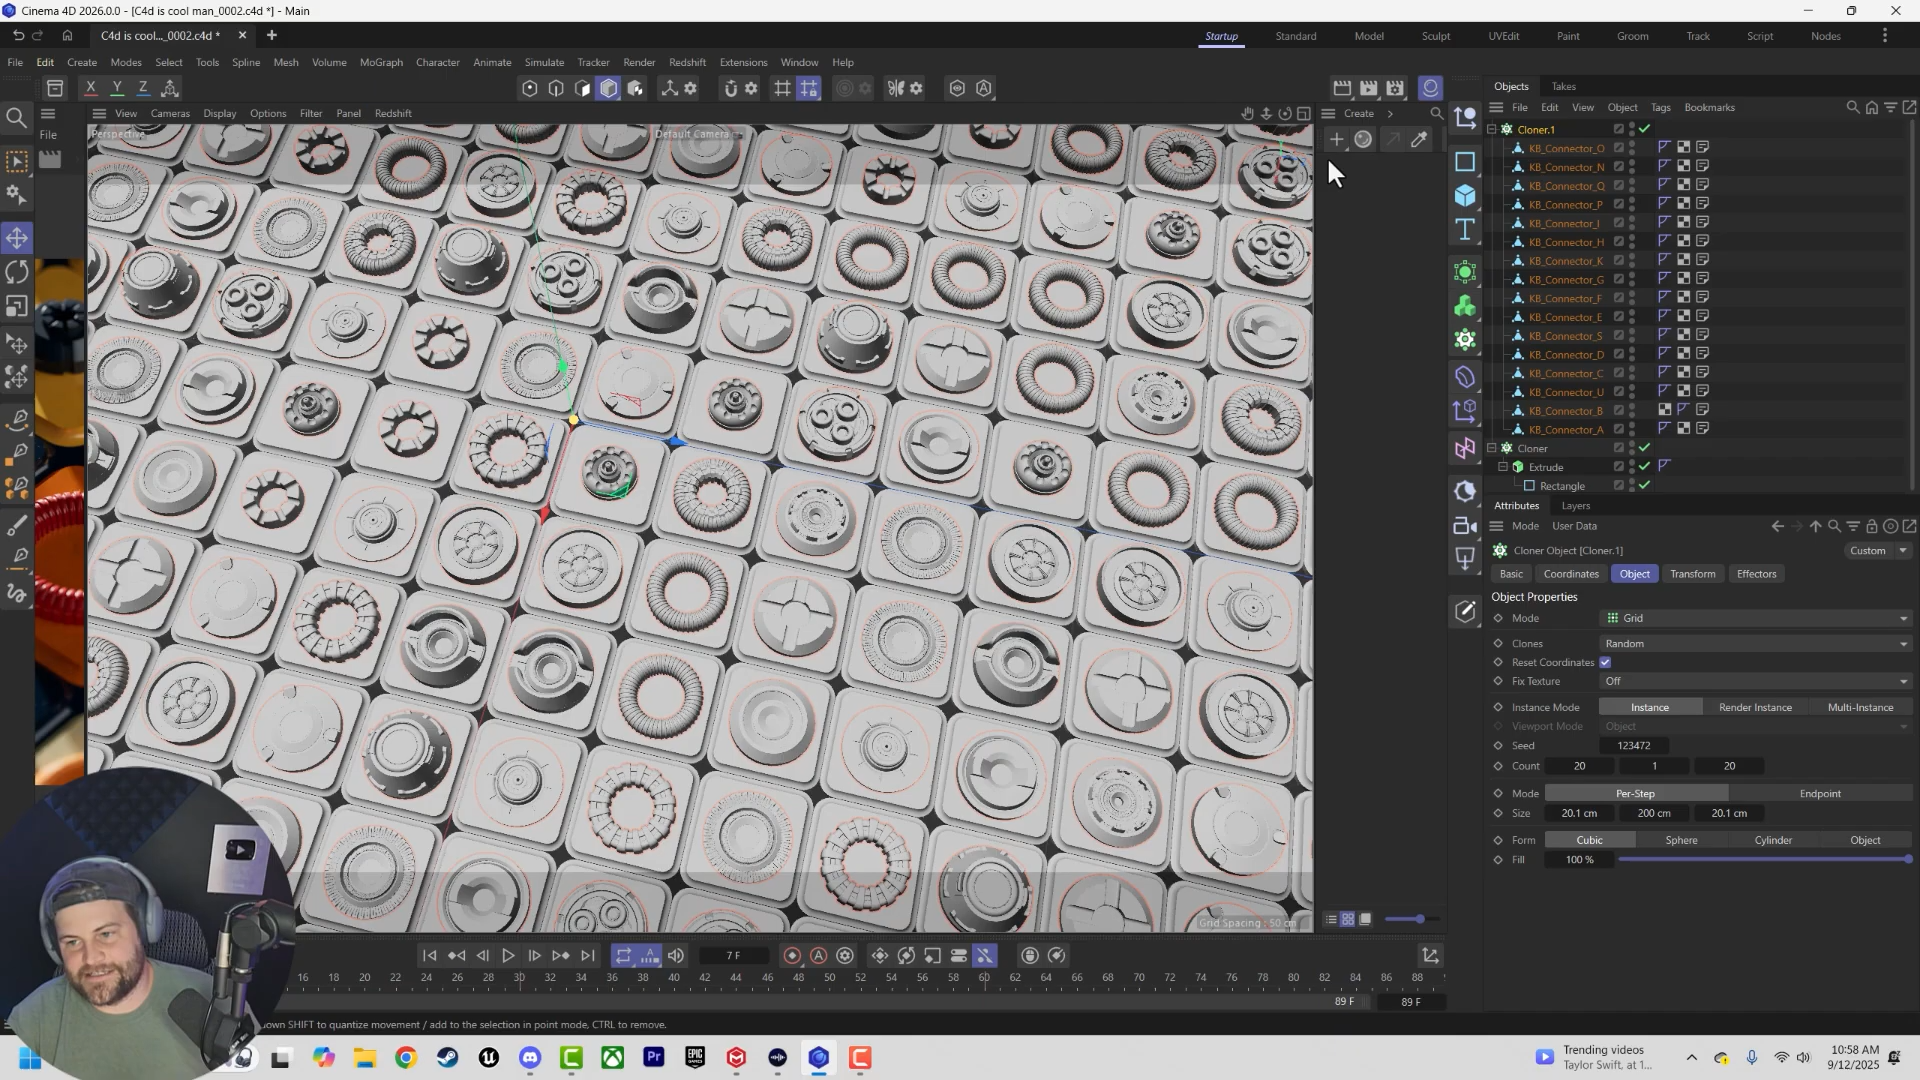 Cinema 4D 2026.0.0 - [C4d is cool man_0002.c4d *] - Main
C4d is cool..._0002.c4d *
Startup Standard Model Sculpt UVEdit Paint Groom Track Script Nodes
File Edit Create Modes Select Tools Spline Mesh Volume MoGraph Character Animate Simulate Tracker Render Redshift Extensions Window Help
X Y Z
View Cameras Display Options Filter Panel Redshift
File
Perspective
Default Camera
Create
Objects Takes
File Edit View Object Tags Bookmarks
Cloner.1
KB_Connector_O
KB_Connector_N
KB_Connector_Q
KB_Connector_P
KB_Connector_I
KB_Connector_H
KB_Connector_K
KB_Connector_G
KB_Connector_F
KB_Connector_E
KB_Connector_S
KB_Connector_D
KB_Connector_C
KB_Connector_U
KB_Connector_B
KB_Connector_A
Cloner
Extrude
Rectangle
Attributes Layers
Mode User Data
Cloner Object [Cloner.1]
Custom
Basic Coordinates Object Transform Effectors
Object Properties
Mode Grid
Clones Random
Reset Coordinates
Fix Texture Off
Instance Mode Instance Render Instance Multi-Instance
Viewport Mode Object
Seed 123472
Count 20 1 20
Mode Per-Step Endpoint
Size 20.1 cm 200 cm 20.1 cm
Form Cubic Sphere Cylinder Object
Fill 100 %
Grid Spacing : 50 cm
7 F
16 18 20 22 24 26 28 30 32 34 36 38 40 42 44 46 48 50 52 54 56 58 60 62 64 66 68 70 72 74 76 78 80 82 84 86 88
89 F
89 F
own SHIFT to quantize movement / add to the selection in point mode, CTRL to remove.
Trending videos
Taylor Swift, at 1...
10:58 AM
9/12/2025